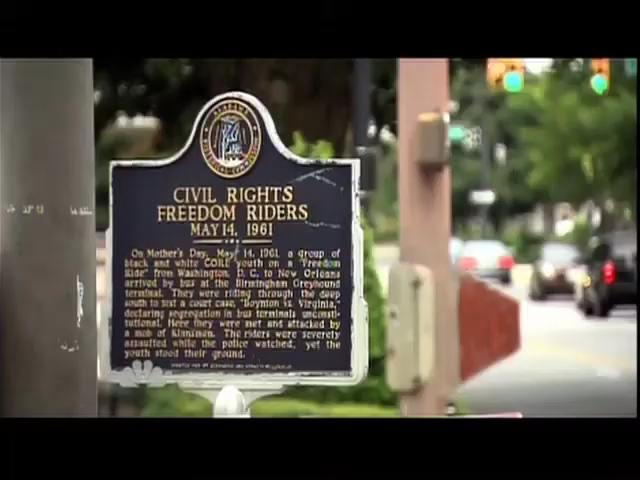 ALABAMA
HISTORICAL COMMISSION
CIVIL RIGHTS
FREEDOM RIDERS
MAY 14, 1961
On Mother's Day, May 14, 1961, a group of
black and white CORE youth on a "Freedom
Ride" from Washington, D. C. to New Orleans
arrived by bus at the Birmingham Greyhound
terminal. They were riding through the deep
south to test a court case, "Boynton vs. Virginia,"
declaring segregation in bus terminals unconsti-
tutional. Here they were met and attacked by
a mob of Klansmen. The riders were severely
assaulted while the police watched, yet the
youth stood their ground.